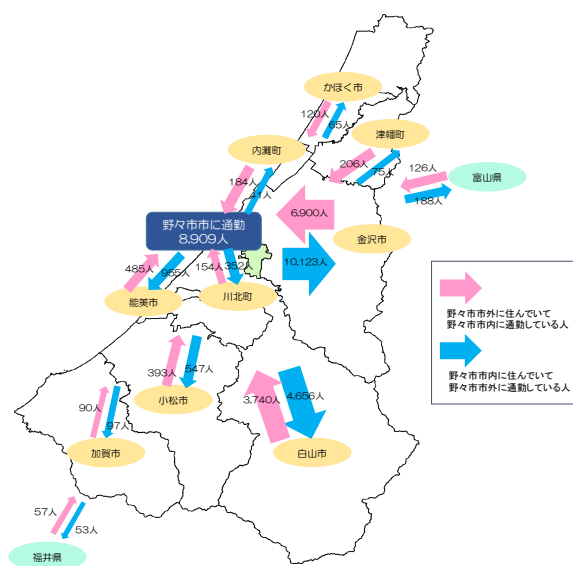 かほく市
120人
65人
津幡町
内灘町
206人
75人
126人
富山県
188人
184人
41人
6.900人
野々市市に通勤
8,909人
金沢市
10.123人
485人
955人
154人
352人
能美市
川北町
野々市市外に住んでいて
野々市市内に通勤している人
野々市市内に住んでいて
野々市市外に通勤している人
393人
547人
小松市
3.740人
4.656人
90人
97人
加賀市
白山市
57人
53人
福井県